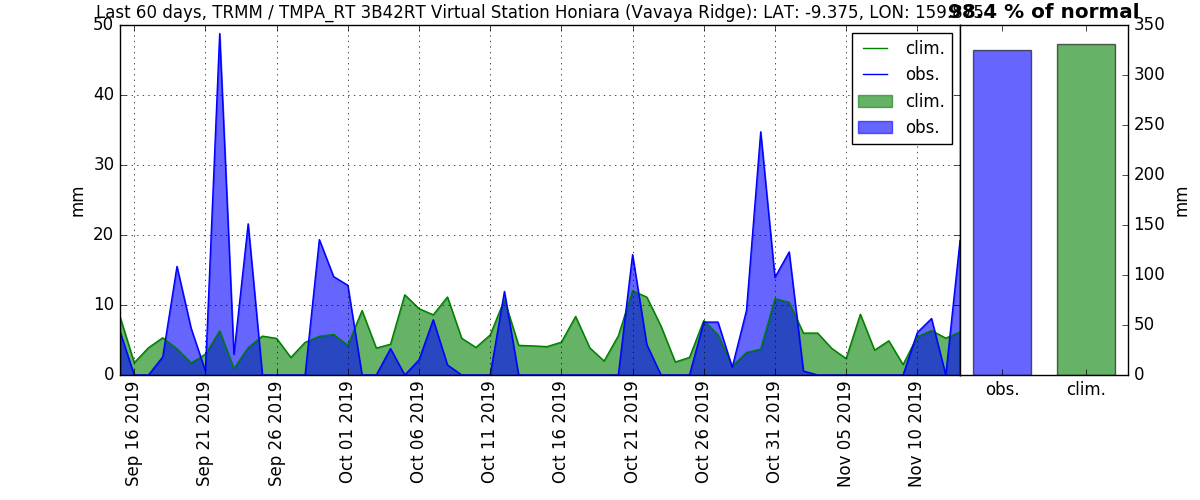 Last 60 days, TRMM / TMPA_RT 3B42RT Virtual Station Honiara (Vavaya Ridge): LAT: -9.375, LON: 159.875
98.4 % of normal
50
40
30
20
10
0
mm
clim.
obs.
clim.
obs.
350
300
250
200
150
100
50
0
mm
obs.
clim.
Sep 16 2019
Sep 21 2019
Sep 26 2019
Oct 01 2019
Oct 06 2019
Oct 11 2019
Oct 16 2019
Oct 21 2019
Oct 26 2019
Oct 31 2019
Nov 05 2019
Nov 10 2019